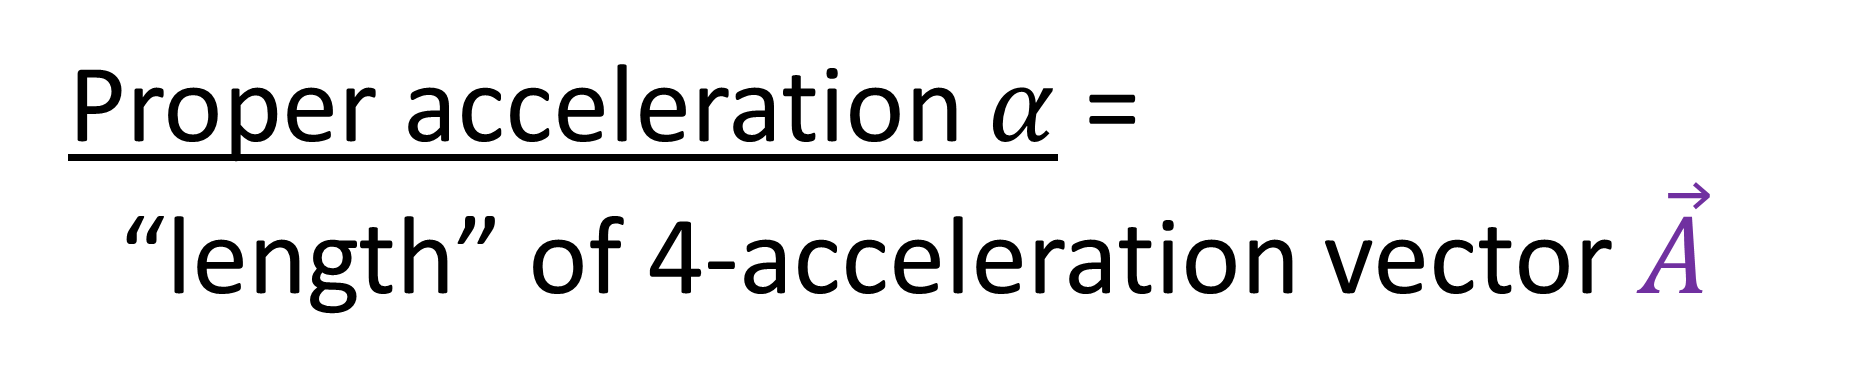 Proper acceleration 𝛼 =
“length” of 4-acceleration vector 𝐴⃗